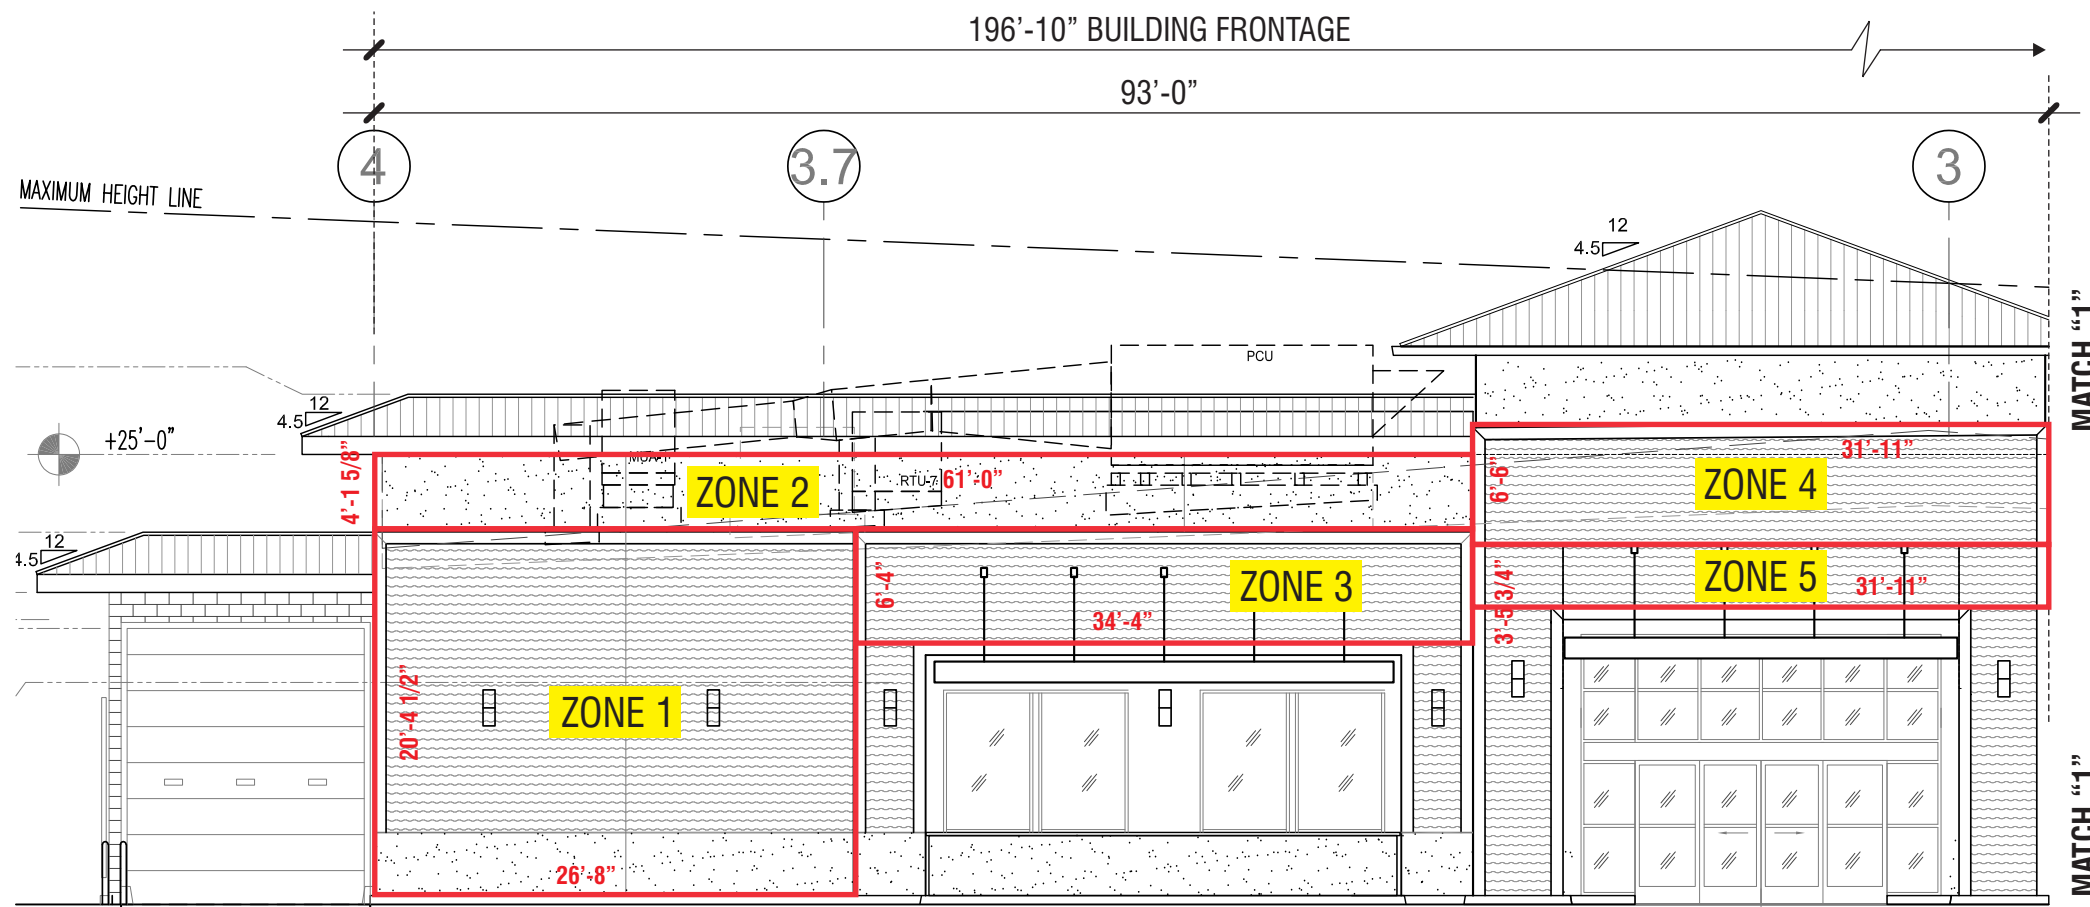 196’-10” BUILDING FRONTAGE
93’-0”
4
3.7
3
MAXIMUM HEIGHT LINE
12
4.5
PCU
MATCH “1”
12
4.5
+25’-0”
4’-1 5/8”
MUA-1
ZONE 2
RTU-7
61’-0”
31’-11”
6’-6”
ZONE 4
12
4.5
6’-4”
ZONE 3
34’-4”
3’-5 3/4”
ZONE 5
31’-11”
20’-4 1/2”
ZONE 1
26’-8”
MATCH “1”